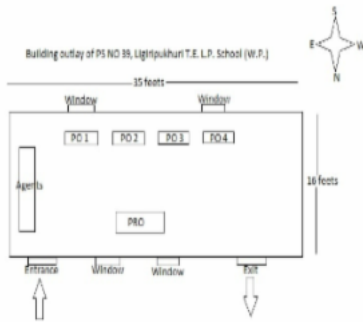 S
E W
N
Building outlay of PS NO 39, Ligiripukhuri T.E. L.P. School (W.P.)
35 feets
Window Window
PO 1 PO 2 PO 3 PO 4
Agents
16 feets
PRO
Entrance Window Window Exit